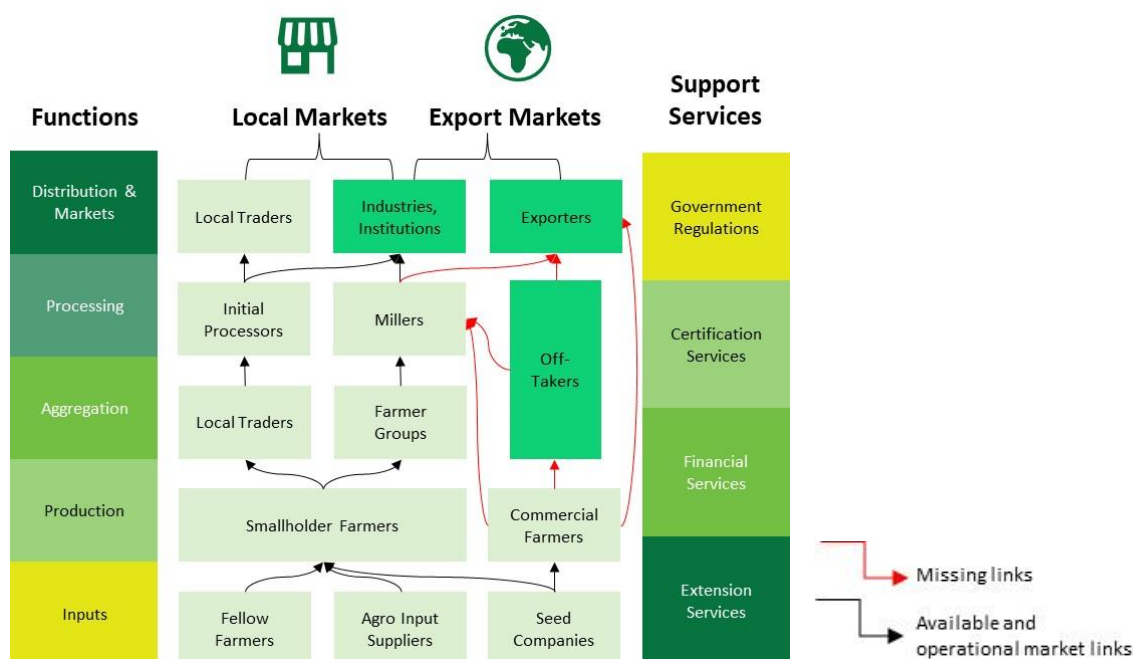 Functions
Local Markets
Export Markets
Support
Services
Distribution &
Markets
Local Traders
Industries,
Institutions
Exporters
Government
Regulations
Processing
Initial
Processors
Millers
Off-
Takers
Certification
Services
Aggregation
Local Traders
Farmer
Groups
Financial
Services
Production
Smallholder Farmers
Commercial
Farmers
Inputs
Fellow
Farmers
Agro Input
Suppliers
Seed
Companies
Extension
Services
Missing links
Available and
operational market links